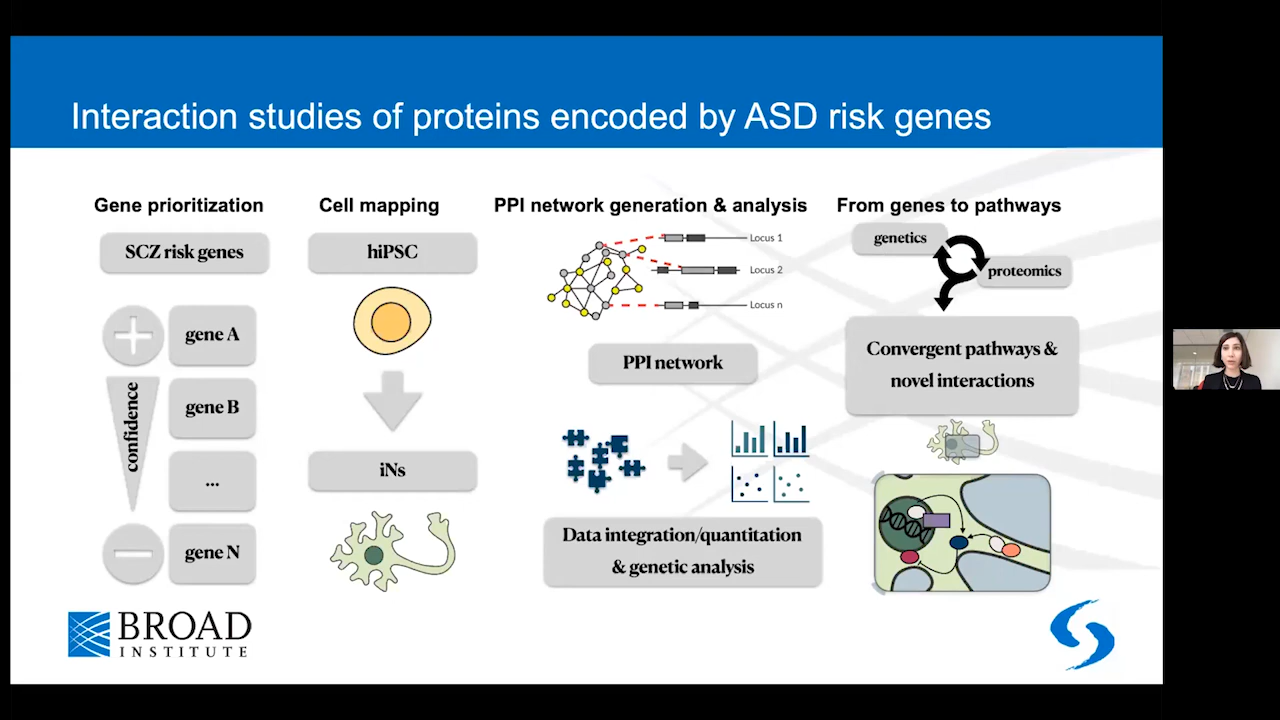 Interaction studies of proteins encoded by ASD risk genes
Gene prioritization
SCZ risk genes
gene A
gene B
...
gene N
confidence
Cell mapping
hiPSC
iNs
PPI network generation & analysis
Locus 1
Locus 2
Locus n
PPI network
Data integration/quantitation
& genetic analysis
From genes to pathways
genetics
proteomics
Convergent pathways &
novel interactions
BROAD
INSTITUTE